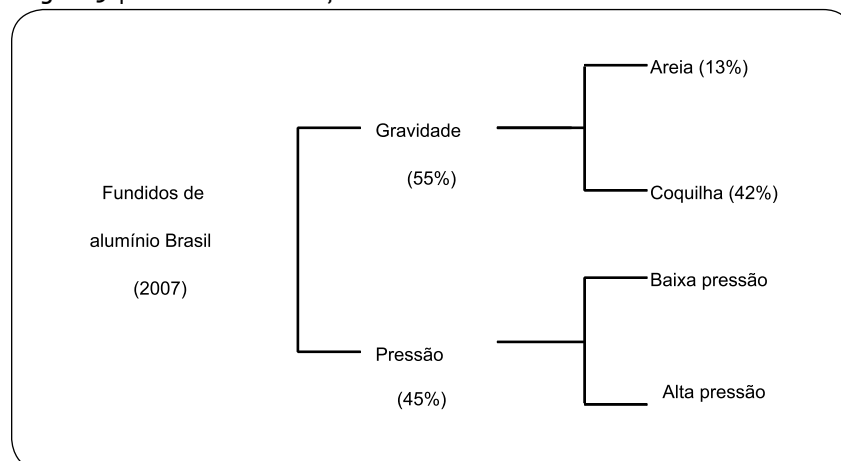 Areia (13%)
Gravidade
(55%)
Coquilha (42%)
Fundidos de
alumínio Brasil
(2007)
Baixa pressão
Pressão
(45%)
Alta pressão